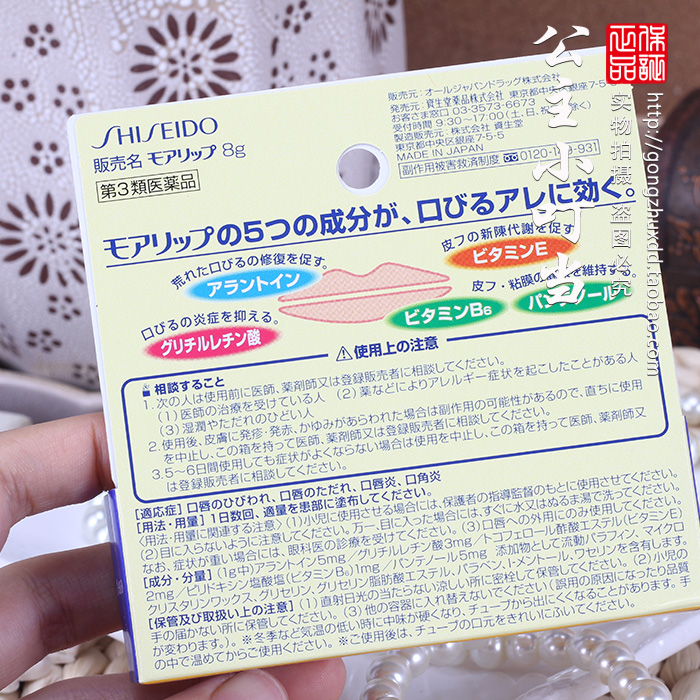 販売元：オールジャパンドラッグ株式会社
東京都中央区銀座7-5-5
発売元：資生堂薬品株式会社
お客さま窓口 03-3573-6673
受付時間 9:30～17:00(土、日、祝
製造販売元：株式会社 資生堂
東京都中央区銀座7-5-5
MADE IN JAPAN
副作用被害救済制度 0120-149-931
SHISEIDO
販売名 モアリップ 8g
第3類医薬品
モアリップの5つの成分が、口びるアレに効く。
荒れた口びるの修復を促す。
アラントイン
皮フの新陳代謝を促す
ビタミンE
口びるの炎症を抑える。
グリチルレチン酸
ビタミンB6
皮フ・粘膜の を維持する。
パ ノール
使用上の注意
■相談すること
1.次の人は使用前に医師、薬剤師又は登録販売者に相談してください。
(1)医師の治療を受けている人 (2)薬などによりアレルギー症状を起こしたことがある人
(3)湿潤やただれのひどい人
2.使用後、皮膚に発疹・発赤、かゆみがあらわれた場合は副作用の可能性があるので、直ちに使用
を中止し、この箱を持って医師、薬剤師又は登録販売者に相談してください。
3.5～6日間使用しても症状がよくならない場合は使用を中止し、この箱を持って医師、薬剤師又
は登録販売者に相談してください。
[適応症]口唇のひびわれ、口唇のただれ、口唇炎、口角炎
[用法・用量]1日数回、適量を患部に塗布してください。
〈用法・用量に関連する注意〉(1)小児に使用させる場合には、保護者の指導監督のもとに使用させてください。
(2)目に入らないように注意してください。万一、目に入った場合には、すぐに水又はぬるま湯で洗ってください。
なお、症状が重い場合には、眼科医の診療を受けてください。(3)口唇への外用にのみ使用してください。
[成分・分量](1g中)アラントイン5mg／グリチルレチン酸3mg／トコフェロール酢酸エステル(ビタミンE)
2mg／ピリドキシン塩酸塩(ビタミンB6)1mg／パンテノール5mg 添加物として流動パラフィン、マイクロ
クリスタリンワックス、グリセリン、グリセリン脂肪酸エステル、パラベン、l-メントール、ワセリンを含有します。
[保管及び取扱い上の注意](1)直射日光の当たらない涼しい所に密栓して保管してください。(2)小児の
手の届かない所に保管してください。(3)他の容器に入れ替えないでください(誤用の原因になったり品質
が変わります。)。※冬季など気温の低い時に中味が硬くなり、チューブから出にくくなることがあります。手
の中で温めてからご使用ください。※ご使用後は、チューブの口元をきれいにふいてください。
公主小叮当
保証正品
实物拍摄 盗图必究
http://gongzhuxdd.taobao.